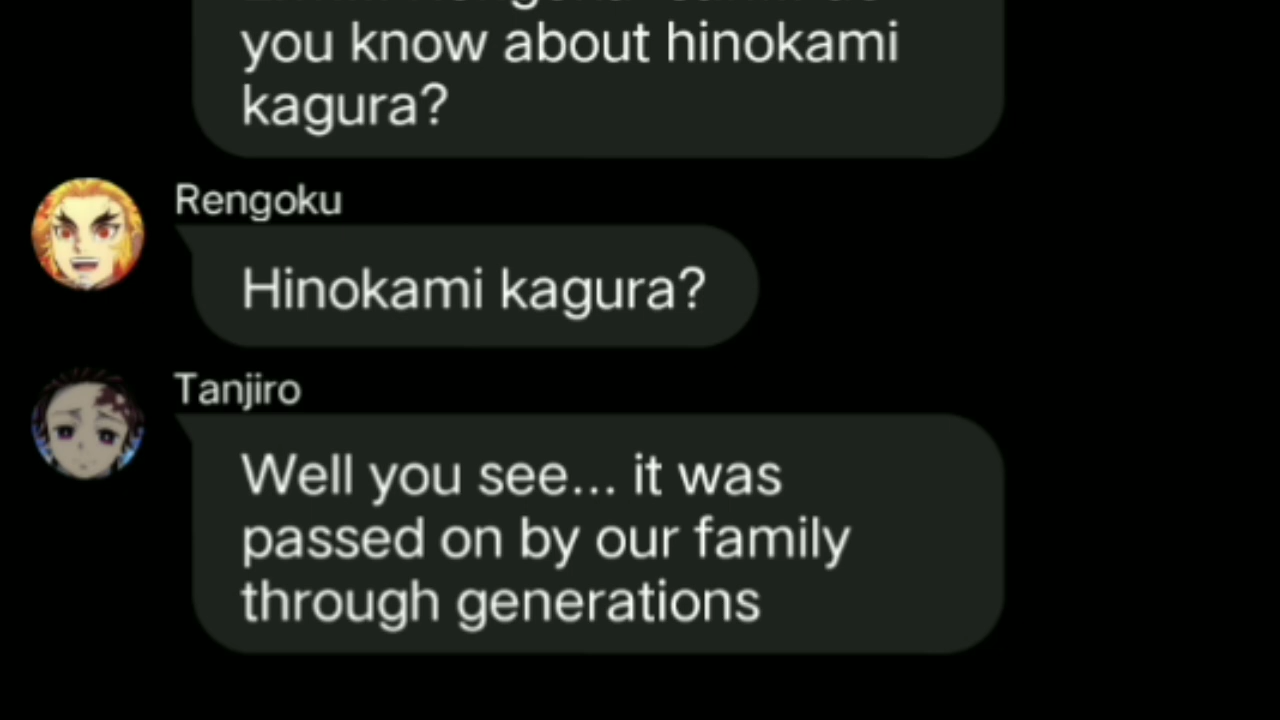 you know about hinokami
kagura?
Rengoku
Hinokami kagura?
Tanjiro
Well you see... it was
passed on by our family
through generations